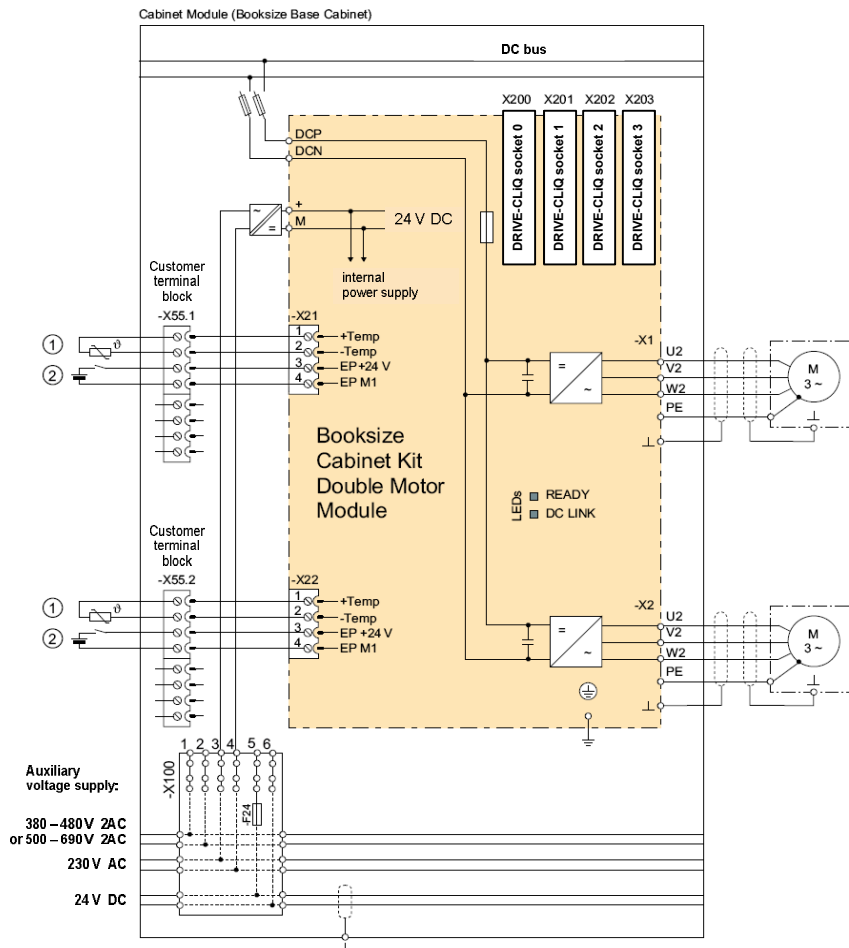 Cabinet Module (Booksize Base Cabinet)
DC bus
X200 X201 X202 X203
DRIVE-CLiQ socket 0
DRIVE-CLiQ socket 1
DRIVE-CLiQ socket 2
DRIVE-CLiQ socket 3
DCP
DCN
~
=
+
M
24 V DC
internal
power supply
Customer
terminal
block
-X55.1
-X21
1
2
ϑ
1 +Temp
2 -Temp
3 EP +24 V
4 EP M1
=
~
-X1
U2
V2
W2
PE
M
3 ~
Booksize
Cabinet Kit
Double Motor
Module
LEDs
READY
DC LINK
Customer
terminal
block
-X55.2
-X22
1
2
ϑ
1 +Temp
2 -Temp
3 EP +24 V
4 EP M1
=
~
-X2
U2
V2
W2
PE
M
3 ~
1 2 3 4 5 6
-X100
-F24
Auxiliary
voltage supply:
380 – 480 V 2AC
or 500 – 690 V 2AC
230 V AC
24 V DC